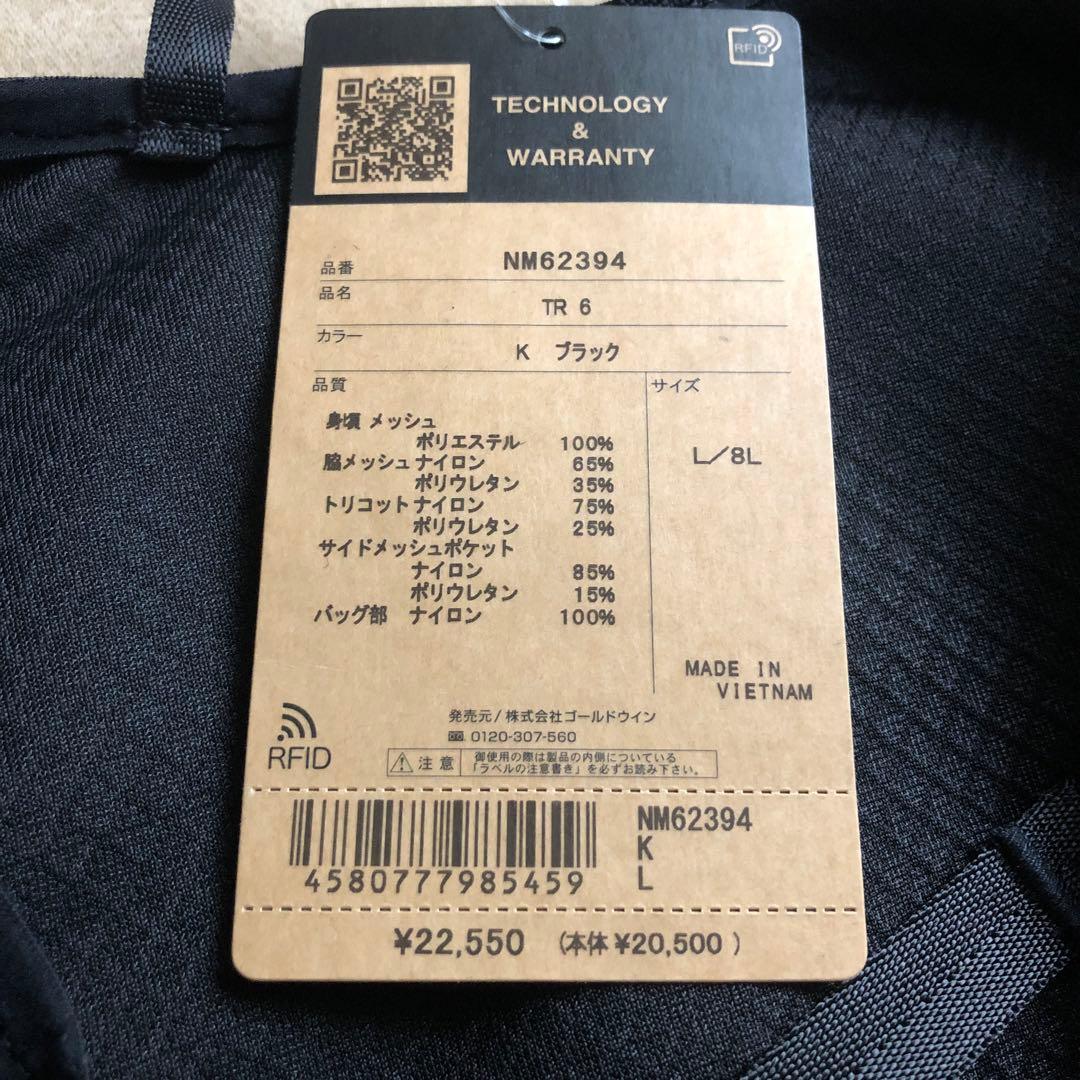 RFID
TECHNOLOGY
&
WARRANTY
品番 NM62394
品名 TR 6
カラー K ブラック
品質 サイズ
身頃 メッシュ
ポリエステル 100%
脇メッシュ ナイロン 65%
ポリウレタン 35%
トリコット ナイロン 75%
ポリウレタン 25%
サイドメッシュポケット
ナイロン 85%
ポリウレタン 15%
バッグ部 ナイロン 100%
L/8L
MADE IN
VIETNAM
発売元/株式会社ゴールドウイン
0120-307-560
RFID
注意 御使用の際は製品の内側についている
「ラベルの注意書き」を必ずお読み下さい。
4580777985459
NM62394
K
L
¥22,550 (本体 ¥20,500 )